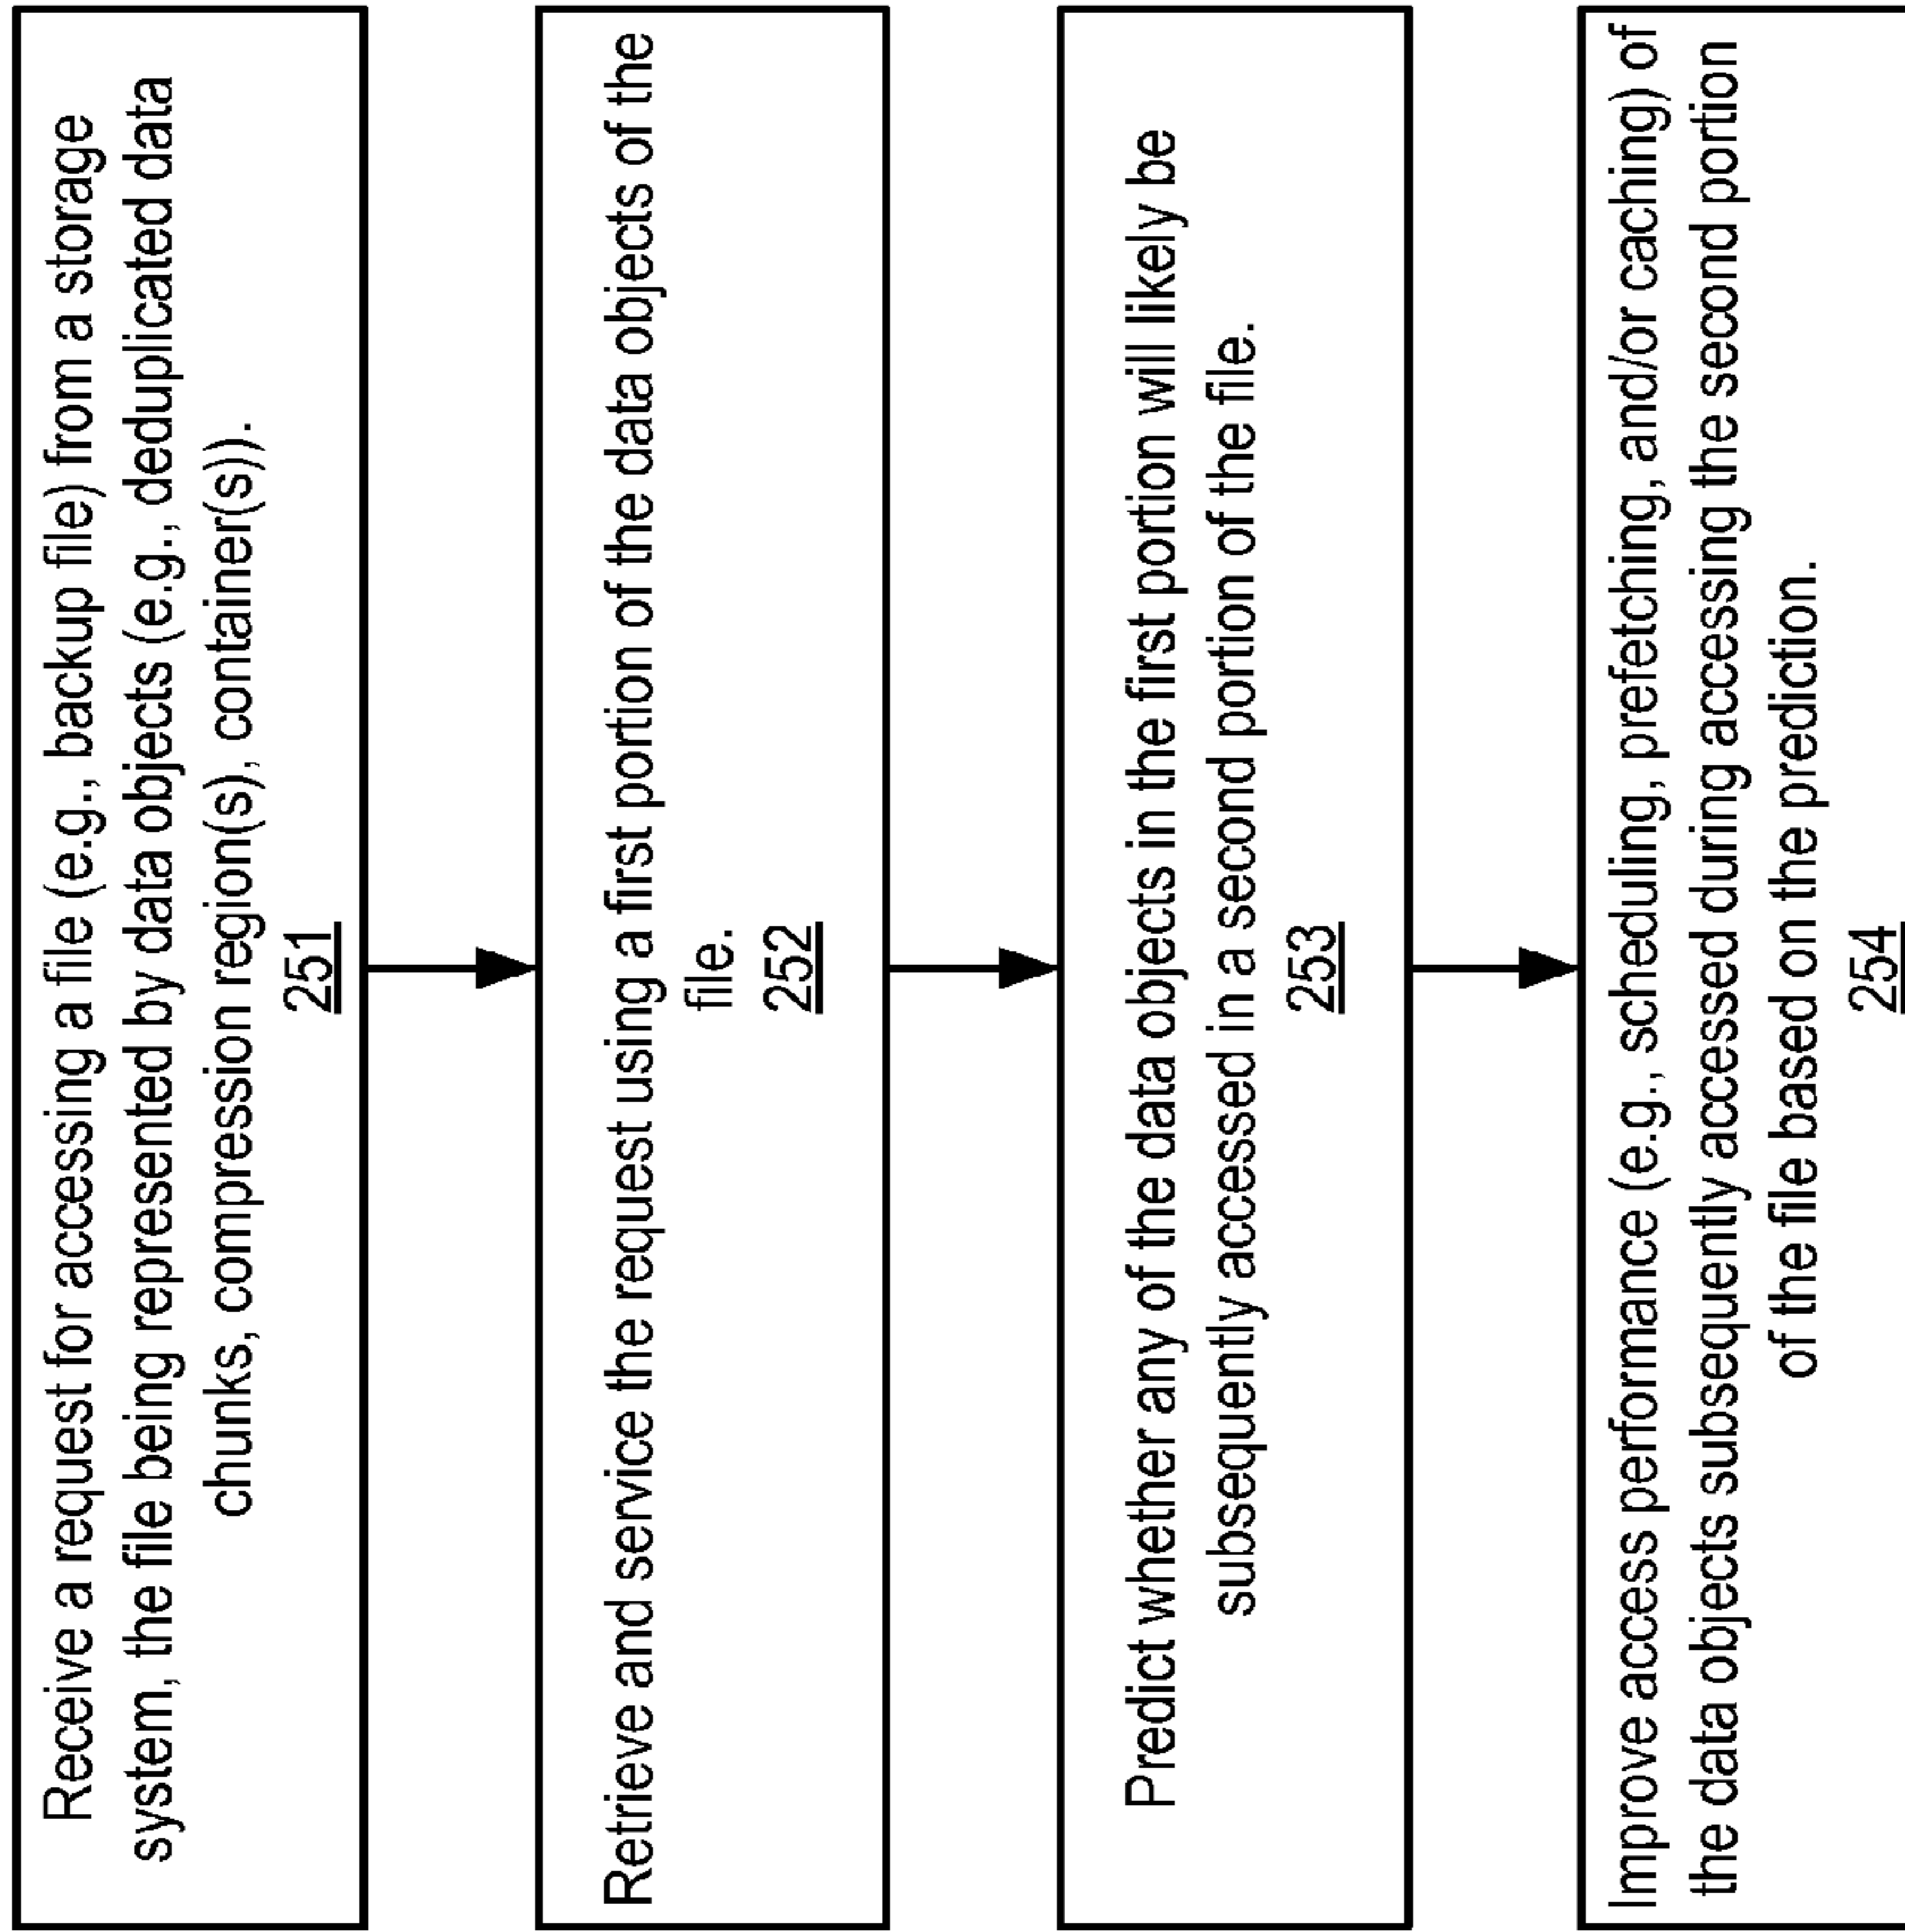 Receive a request for accessing a file (e.g., backup file) from a storage
system, the file being represented by data objects (e.g., deduplicated data
chunks, compression region(s), container(s)).
251
Retrieve and service the request using a first portion of the data objects of the
file.
252
Predict whether any of the data objects in the first portion will likely be
subsequently accessed in a second portion of the file.
253
Improve access performance (e.g., scheduling, prefetching, and/or caching) of
the data objects subsequently accessed during accessing the second portion
of the file based on the prediction.
254